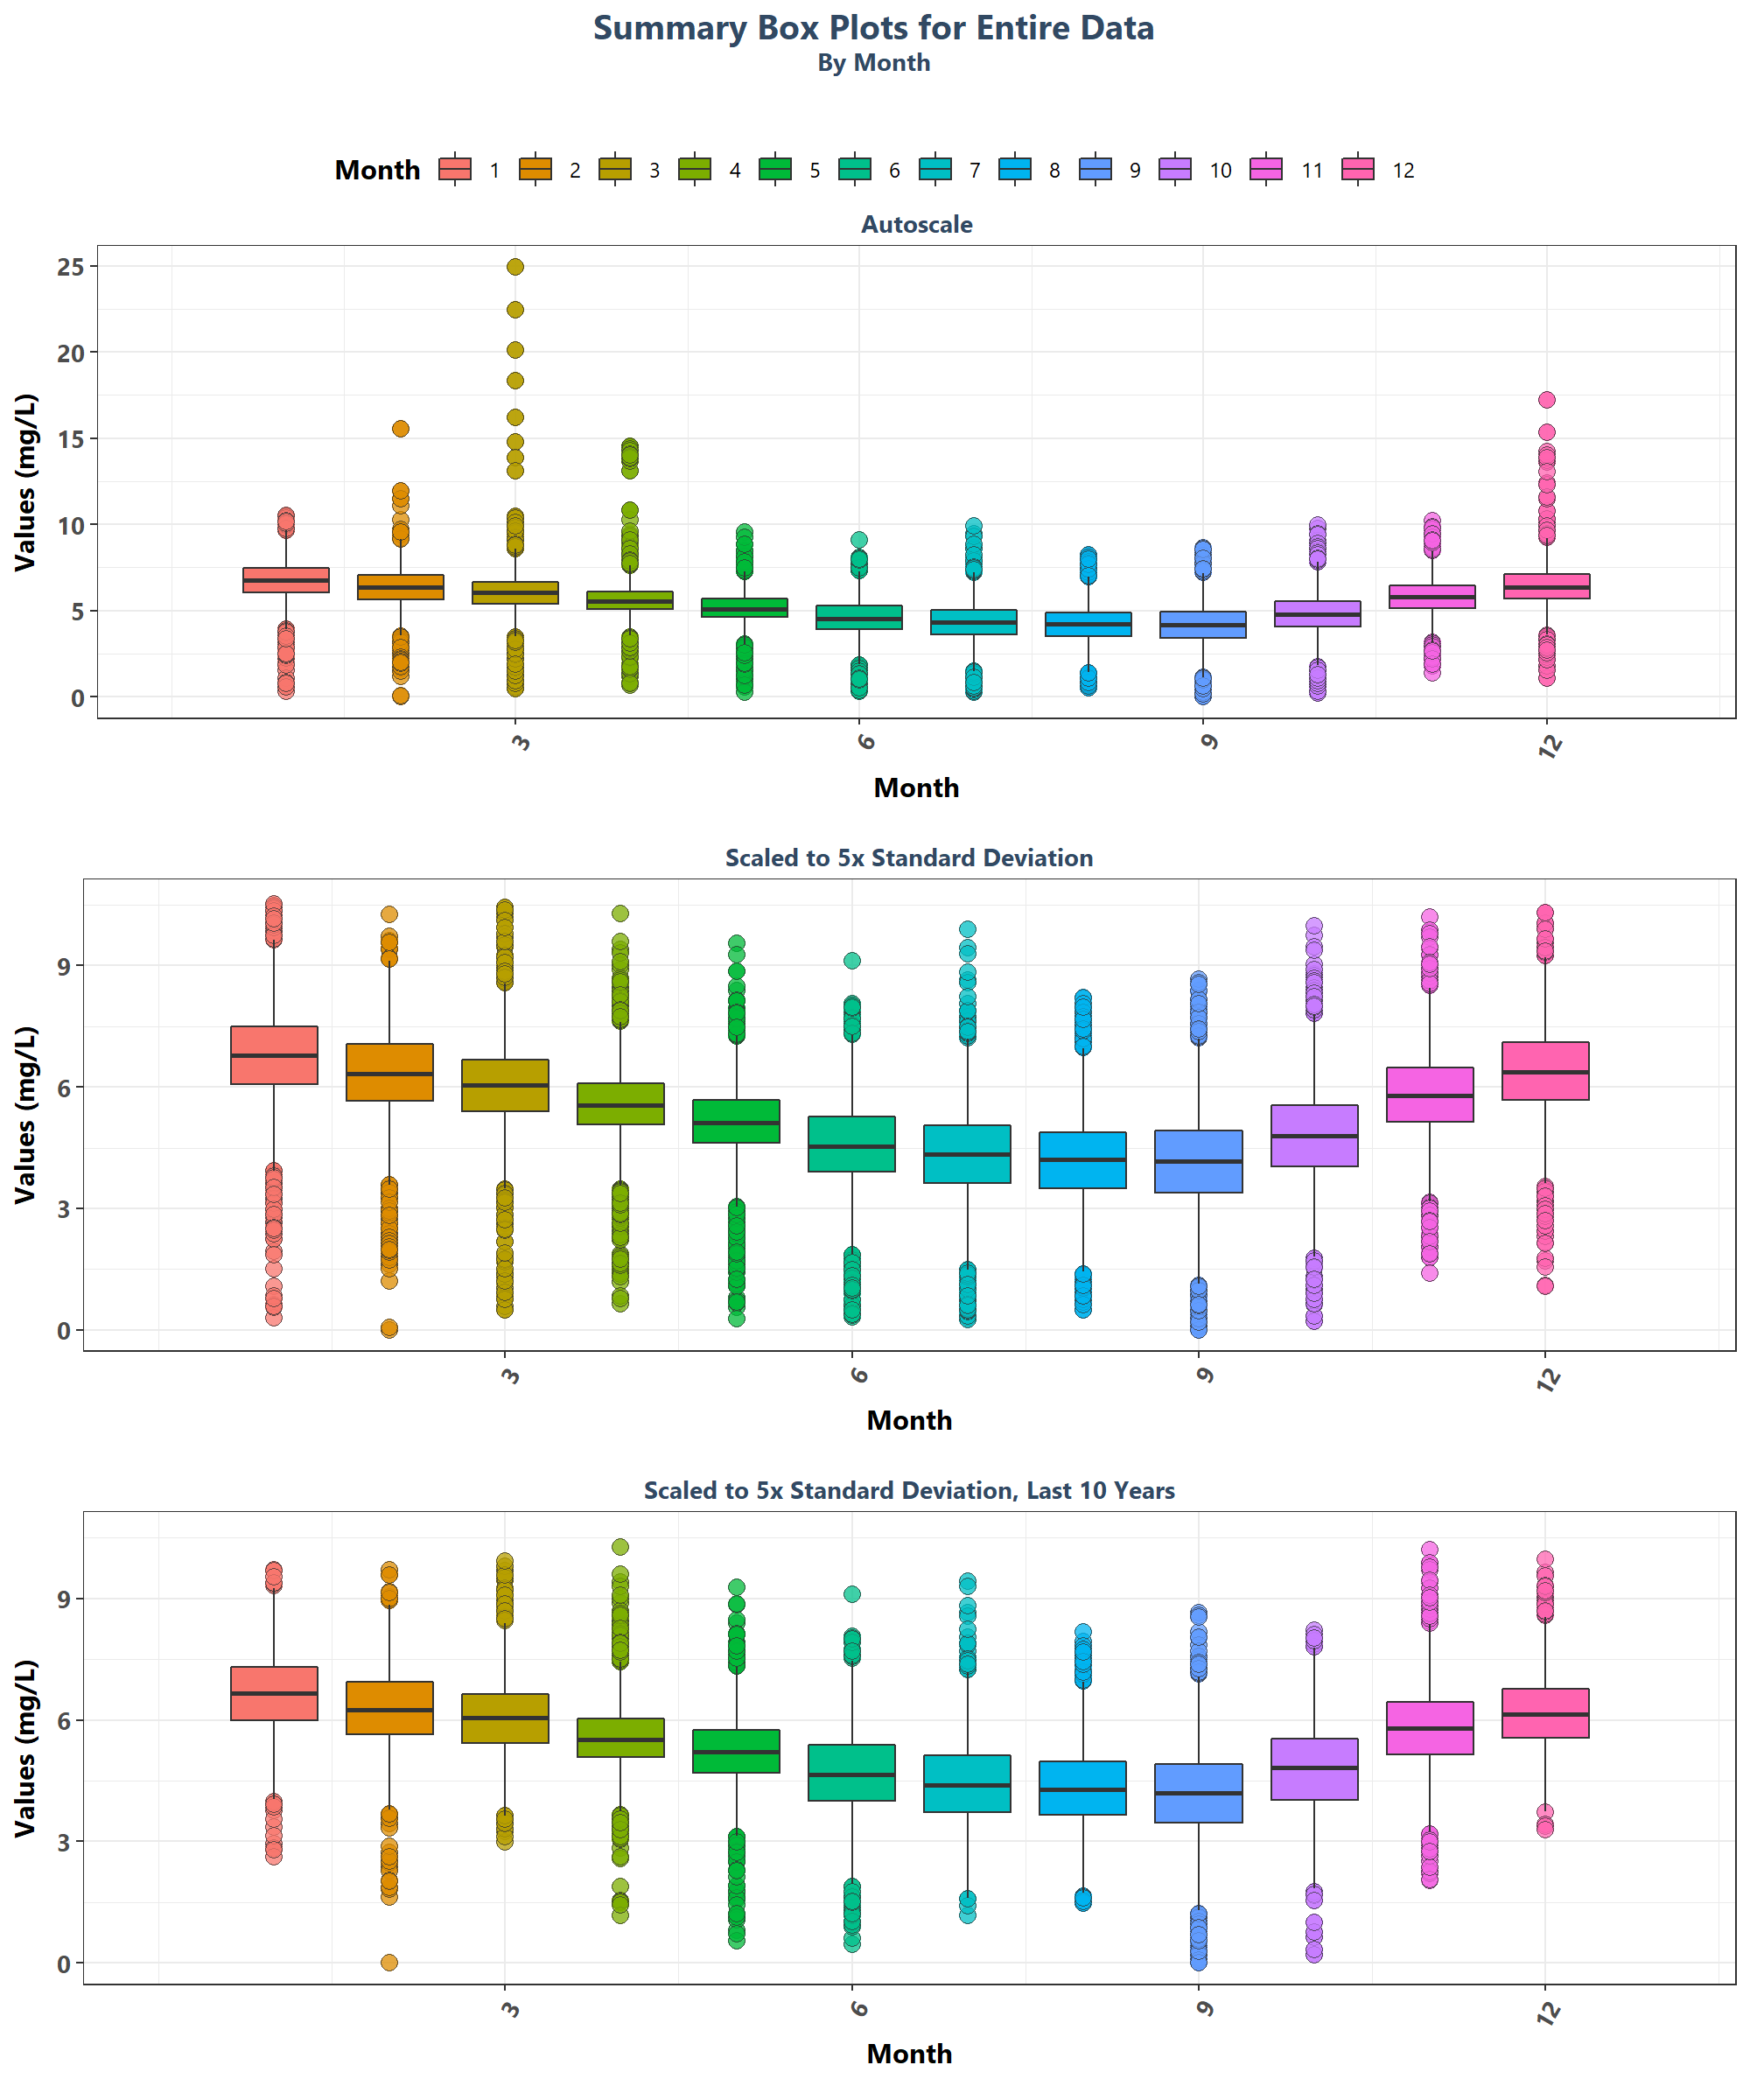 Summary Box Plots for Entire Data
By Month
Month 1 2 3 4 5 6 7 8 9 10 11 12
Autoscale
Values (mg/L)
25
20
15
10
5
0
3 6 9 12
Month
Scaled to 5x Standard Deviation
Values (mg/L)
9
6
3
0
3 6 9 12
Month
Scaled to 5x Standard Deviation, Last 10 Years
Values (mg/L)
9
6
3
0
3 6 9 12
Month